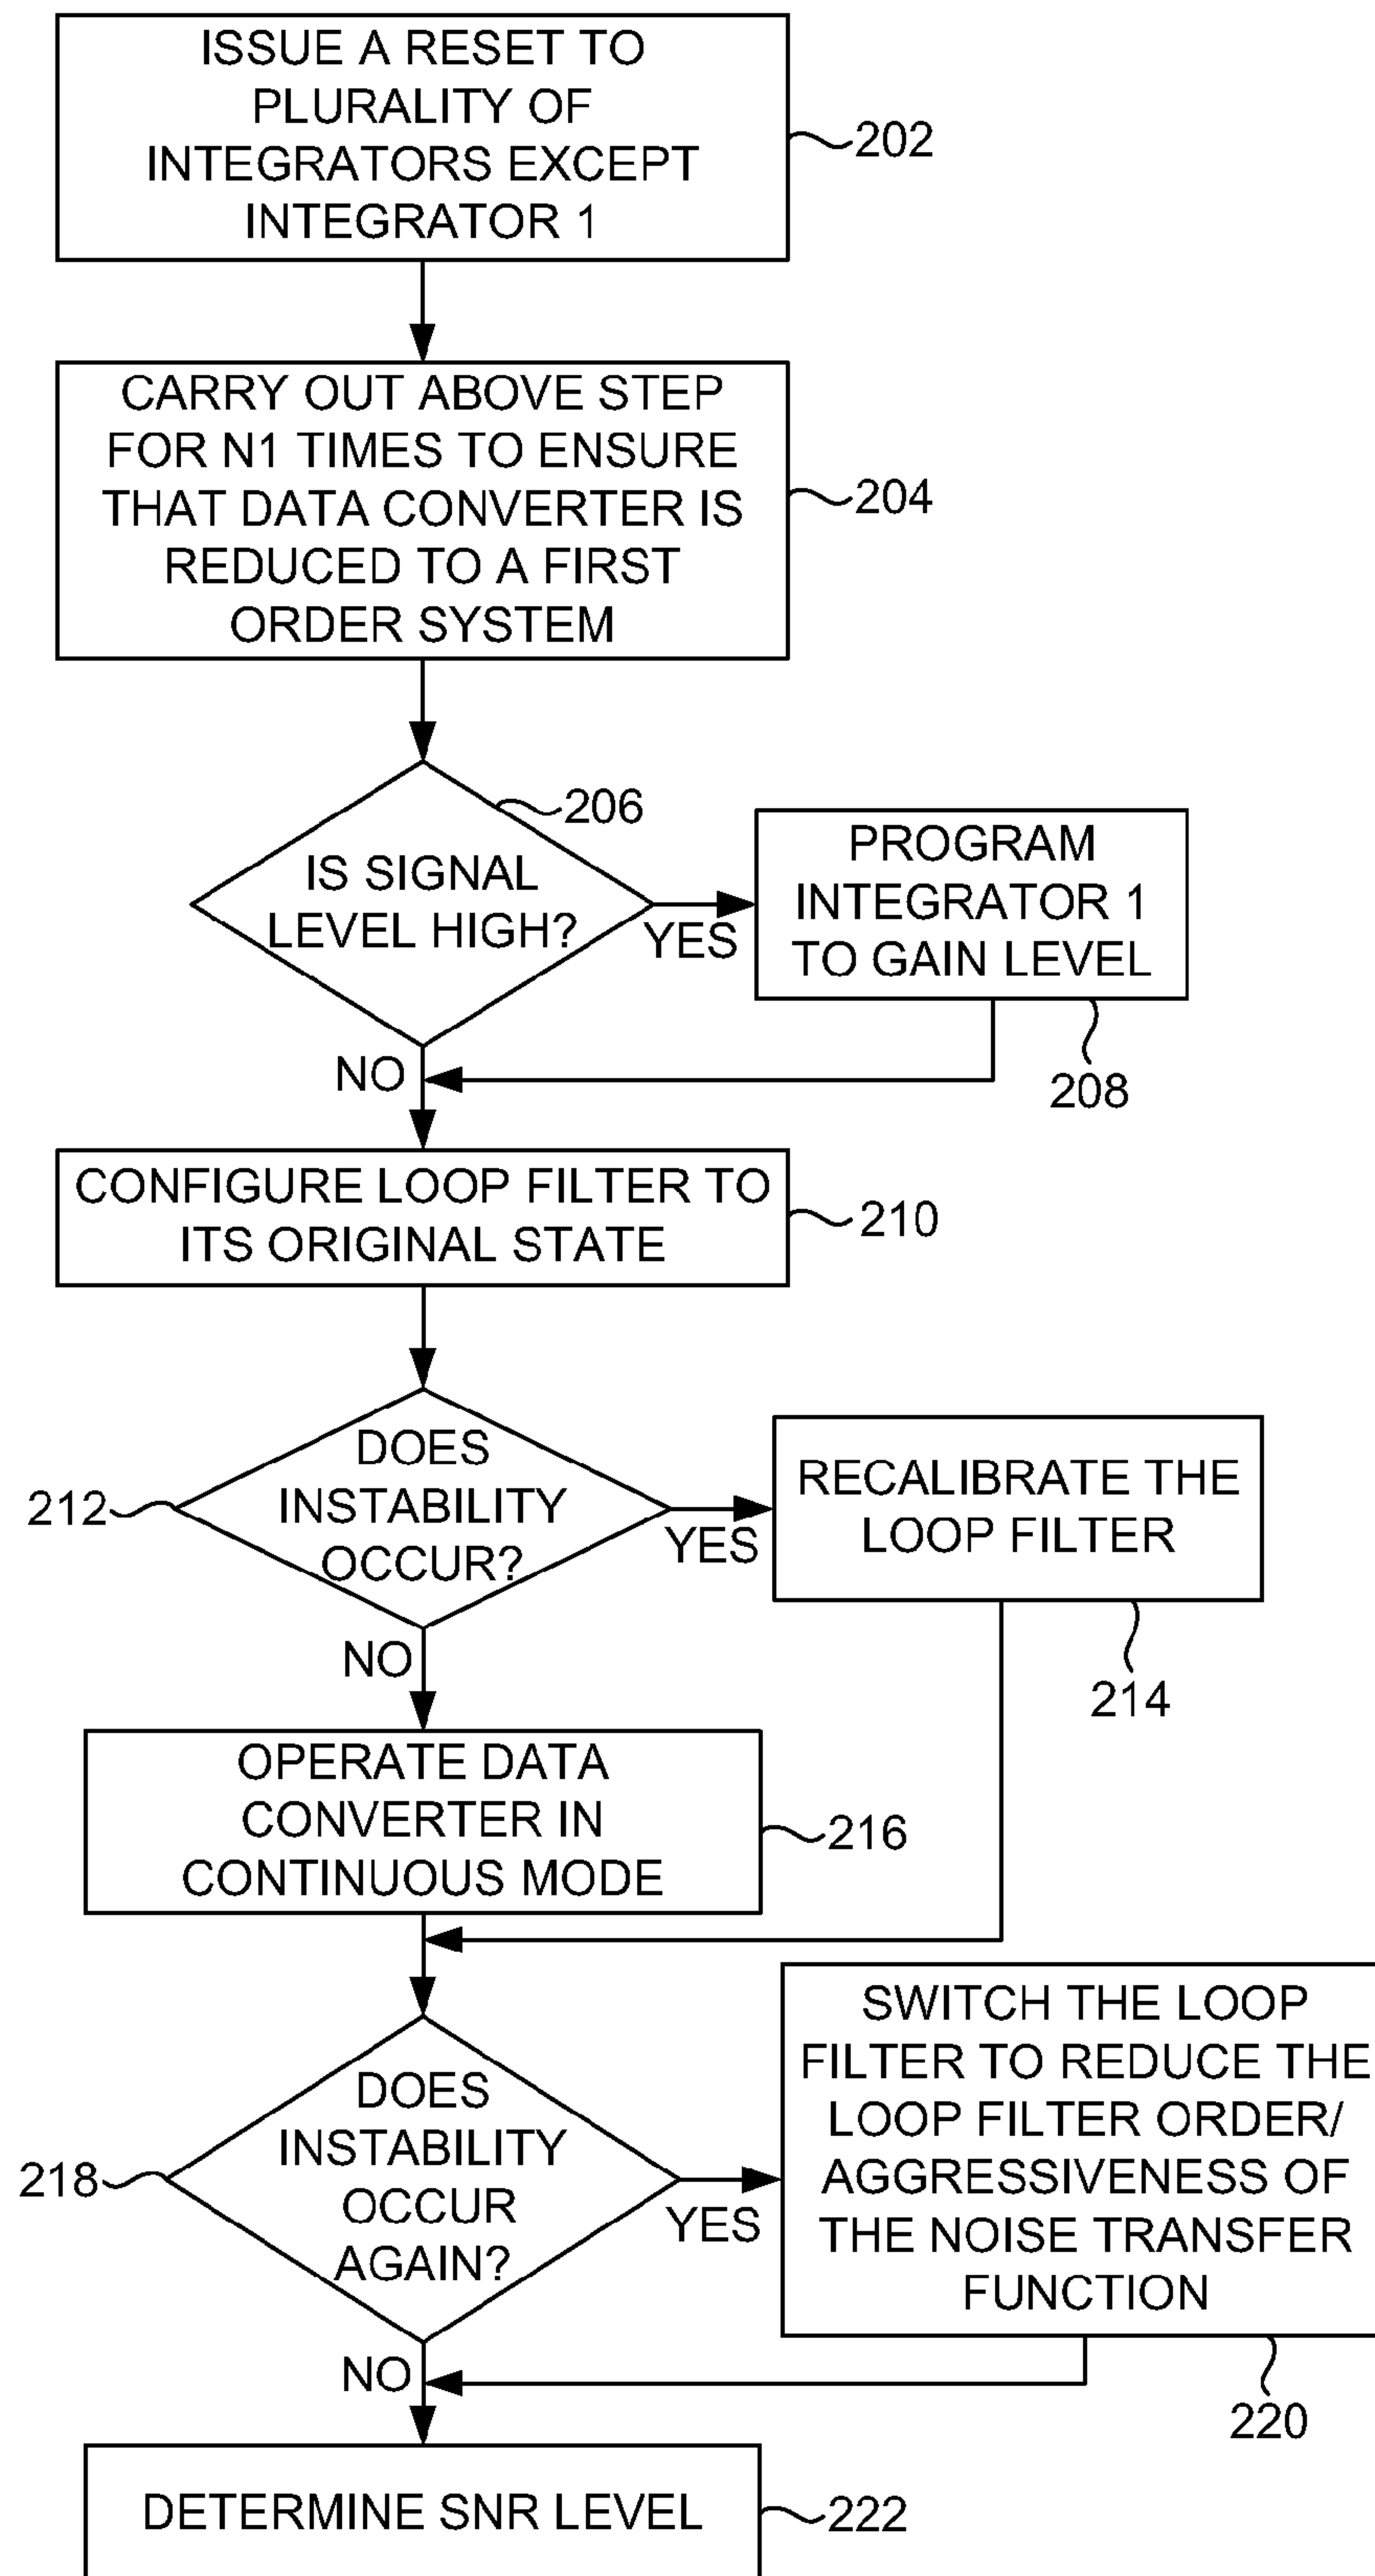 ISSUE A RESET TO
PLURALITY OF
INTEGRATORS EXCEPT
INTEGRATOR 1
202
CARRY OUT ABOVE STEP
FOR N1 TIMES TO ENSURE
THAT DATA CONVERTER IS
REDUCED TO A FIRST
ORDER SYSTEM
204
206
IS SIGNAL
LEVEL HIGH?
YES
PROGRAM
INTEGRATOR 1
TO GAIN LEVEL
208
NO
CONFIGURE LOOP FILTER TO
ITS ORIGINAL STATE
210
212
DOES
INSTABILITY
OCCUR?
YES
RECALIBRATE THE
LOOP FILTER
214
NO
OPERATE DATA
CONVERTER IN
CONTINUOUS MODE
216
218
DOES
INSTABILITY
OCCUR
AGAIN?
YES
SWITCH THE LOOP
FILTER TO REDUCE THE
LOOP FILTER ORDER/
AGGRESSIVENESS OF
THE NOISE TRANSFER
FUNCTION
220
NO
DETERMINE SNR LEVEL
222